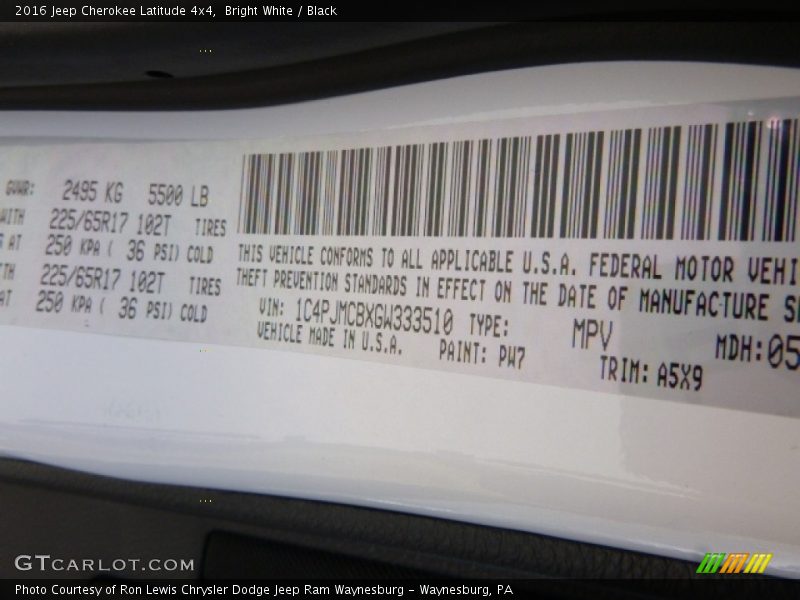 2016 Jeep Cherokee Latitude 4x4,  Bright White / Black
GVWR: 2495 KG 5500 LB
WITH 225/65R17 102T TIRES
AT 250 KPA ( 36 PSI) COLD
225/65R17 102T TIRES
AT 250 KPA ( 36 PSI) COLD
THIS VEHICLE CONFORMS TO ALL APPLICABLE U.S.A. FEDERAL MOTOR VEHI
THEFT PREVENTION STANDARDS IN EFFECT ON THE DATE OF MANUFACTURE S
VIN: 1C4PJMCBXGW333510 TYPE: MPV MDH:05
VEHICLE MADE IN U.S.A. PAINT: PW7 TRIM: A5X9
GTCARLOT.COM
Photo Courtesy of Ron Lewis Chrysler Dodge Jeep Ram Waynesburg - Waynesburg, PA